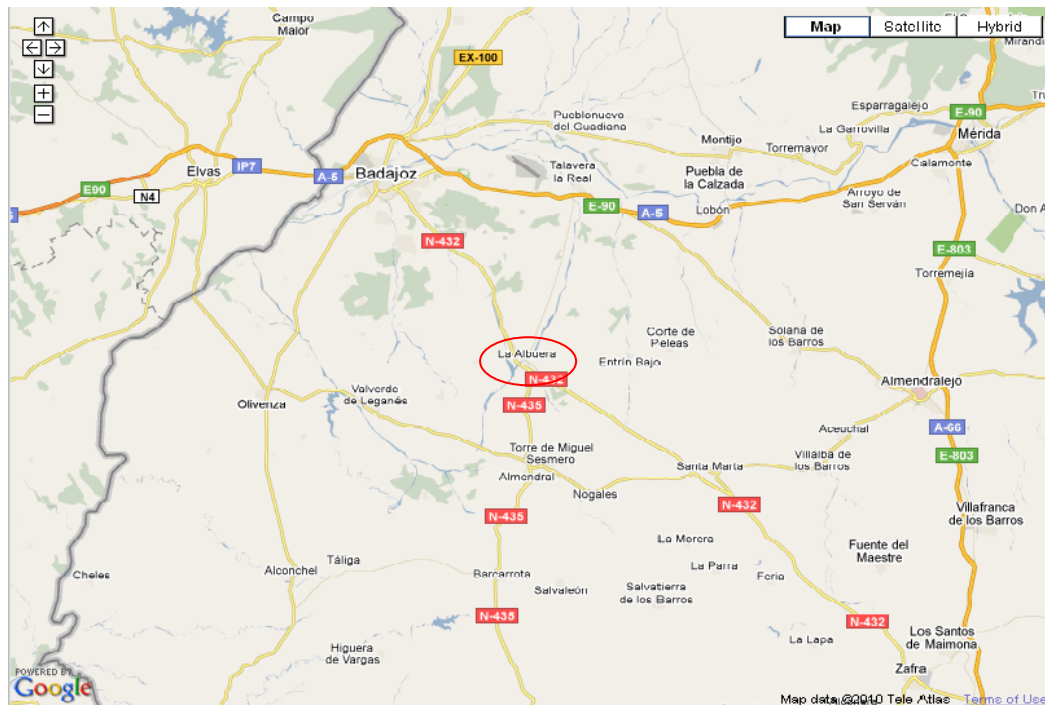 Campo
Maior
Map
Satellite
Hybrid
Mirandi
EX-100
Esparragalejo
E-90
Tru
Pueblonuevo
del Guadiana
La Garrovilla
Mérida
Montijo
Torremayor
Elvas
IP7
A-5
Badajoz
Talavera
la Real
Puebla de
la Calzada
Calamonte
E90
N4
Arroyo de
San Serván
E-90
A-5
Lobón
Don A
N-432
E-803
Torremejía
La Albuera
Entrín Bajo
Corte de
Peleas
Solana de
los Barros
N-432
Almendralejo
Olivenza
Valverde
de Leganés
N-435
Aceuchal
A-66
Torre de Miguel
Sesmero
Villalba de
los Barros
E-803
Almendral
Santa Marta
Nogales
N-432
N-435
Villafranca
de los Barros
La Morera
Fuente del
Maestre
Cheles
Alconchel
Táliga
Barcarrota
La Parra
Feria
Salvaleón
Salvatierra
de los Barros
N-435
N-432
Los Santos
de Maimona
Higuera
de Vargas
La Lapa
Zafra
POWERED BY
Google
Map data ©2010 Tele Atlas
Terms of Use